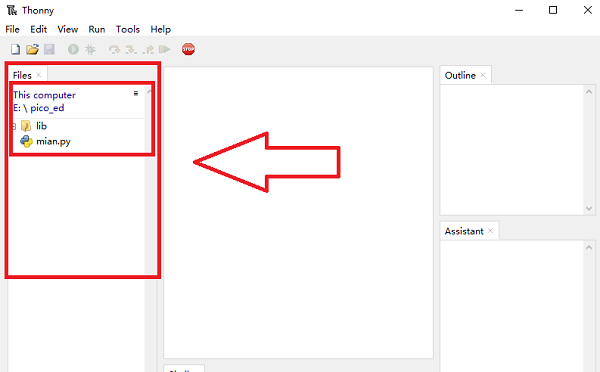 Thonny
File Edit View Run Tools Help
STOP
Files
Outline
This computer
E: \ pico_ed
lib
mian.py
Assistant